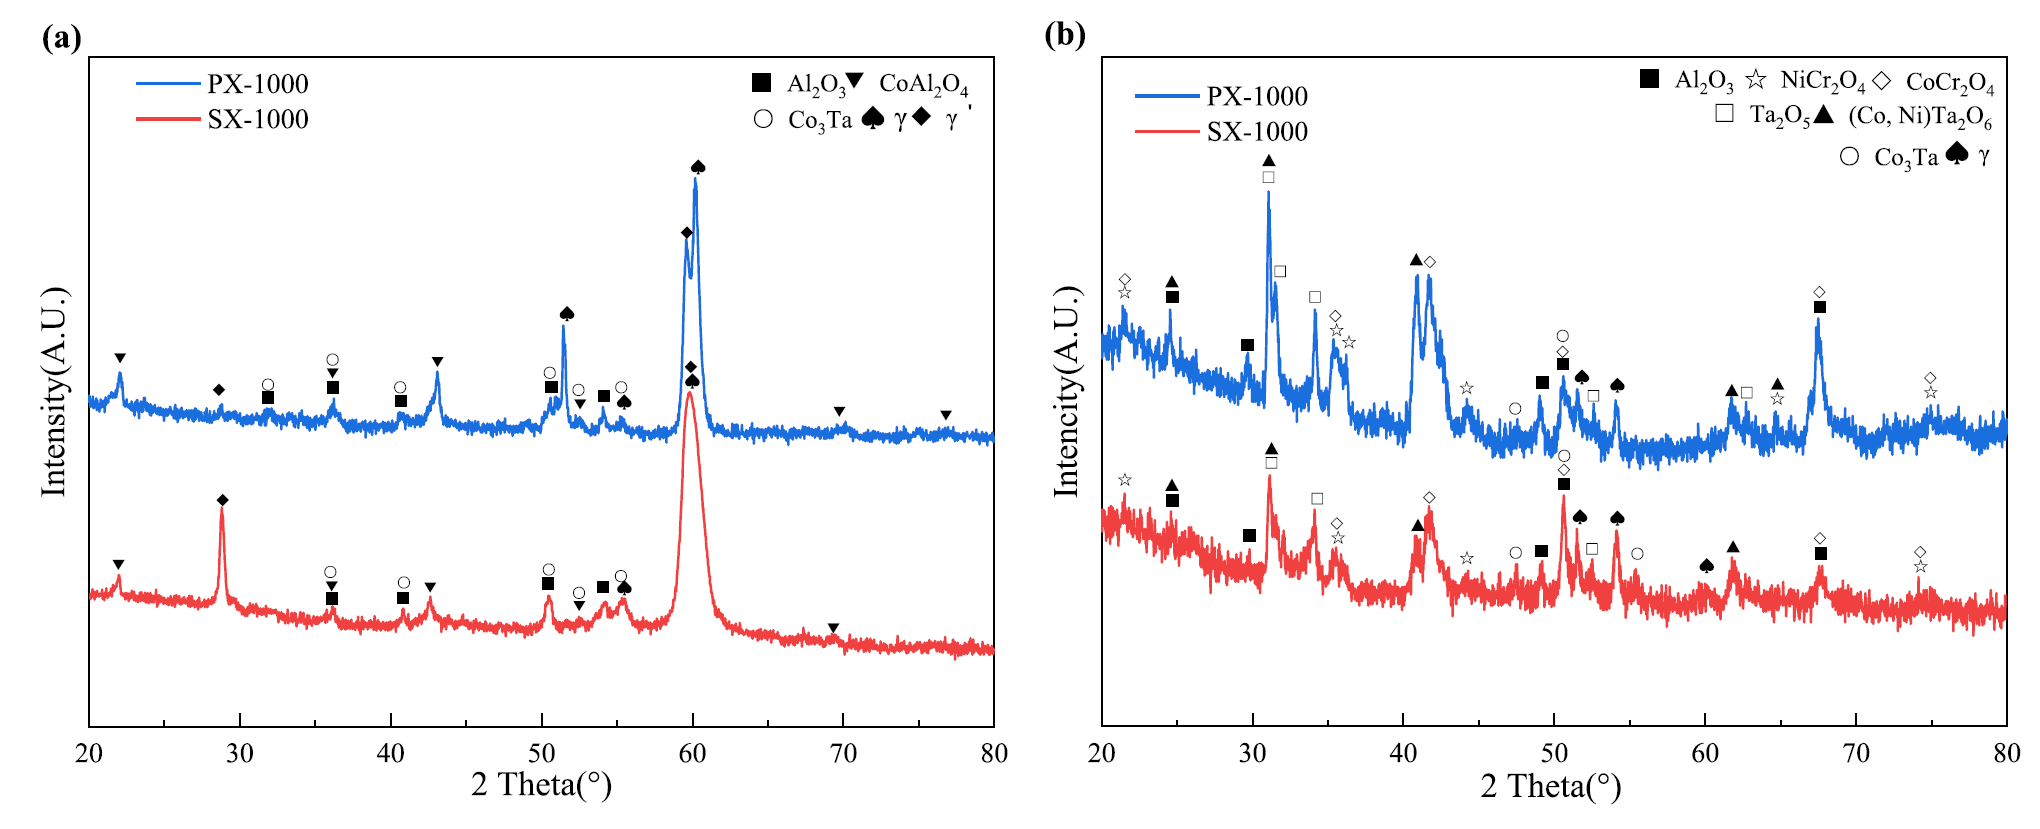 (a)
PX-1000
SX-1000
■ Al₂O₃ ▼ CoAl₂O₄
○ Co₃Ta ♠ γ ◆ γ'
Intensity(A.U.)
20 30 40 50 60 70 80
2 Theta(°)
(b)
PX-1000
SX-1000
■ Al₂O₃ ☆ NiCr₂O₄ ◇ CoCr₂O₄
□ Ta₂O₅ ▲ (Co, Ni)Ta₂O₆
○ Co₃Ta ♠ γ
Intencity(A.U.)
20 30 40 50 60 70 80
2 Theta(°)